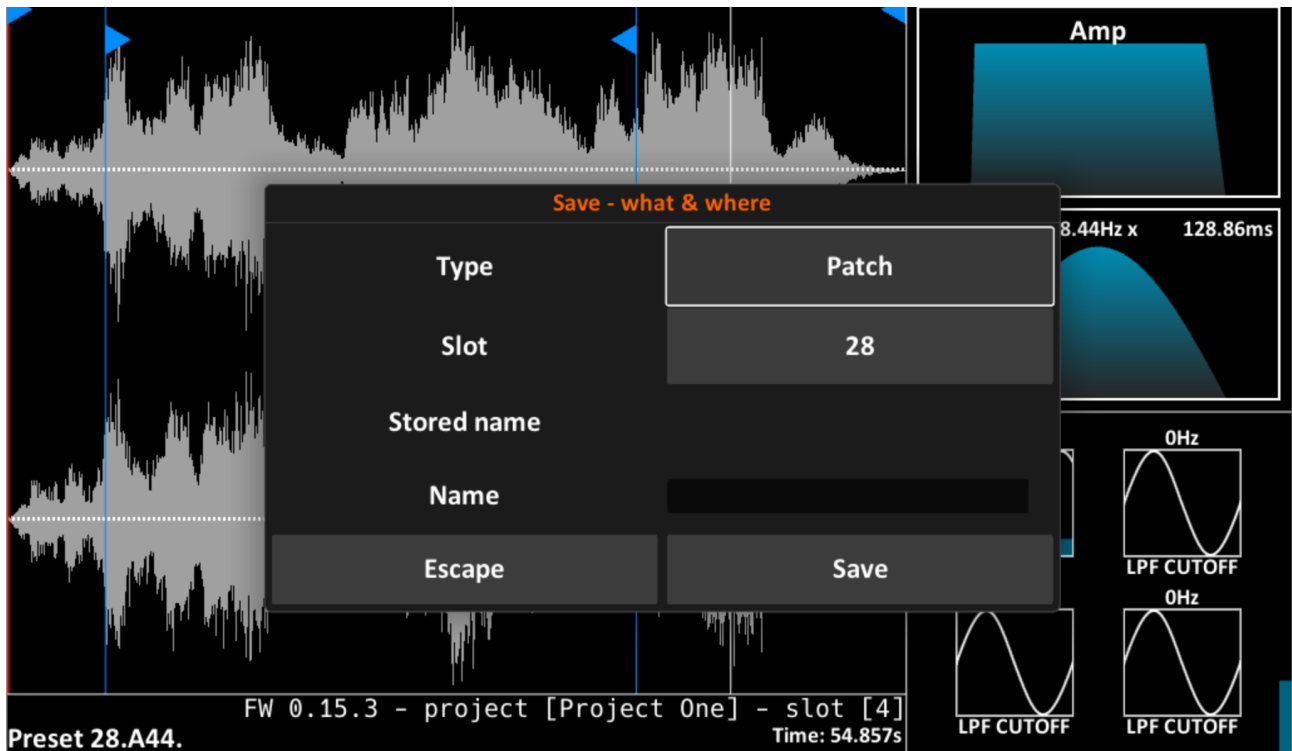 Amp
Save - what & where
8.44Hz x 128.86ms
Type Patch
Slot 28
Stored name
Name
Escape Save
0Hz
LPF CUTOFF
0Hz
LPF CUTOFF LPF CUTOFF
FW 0.15.3 – project [Project One] – slot [4]
Preset 28.A44. Time: 54.857s